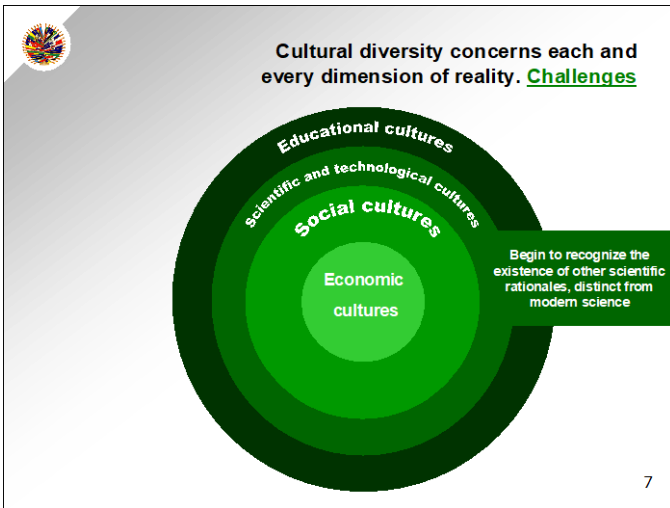 Cultural diversity concerns each and
every dimension of reality. Challenges
Educational cultures
Scientific and technological cultures
Social cultures
Economic
cultures
Begin to recognize the
existence of other scientific
rationales, distinct from
modern science
7